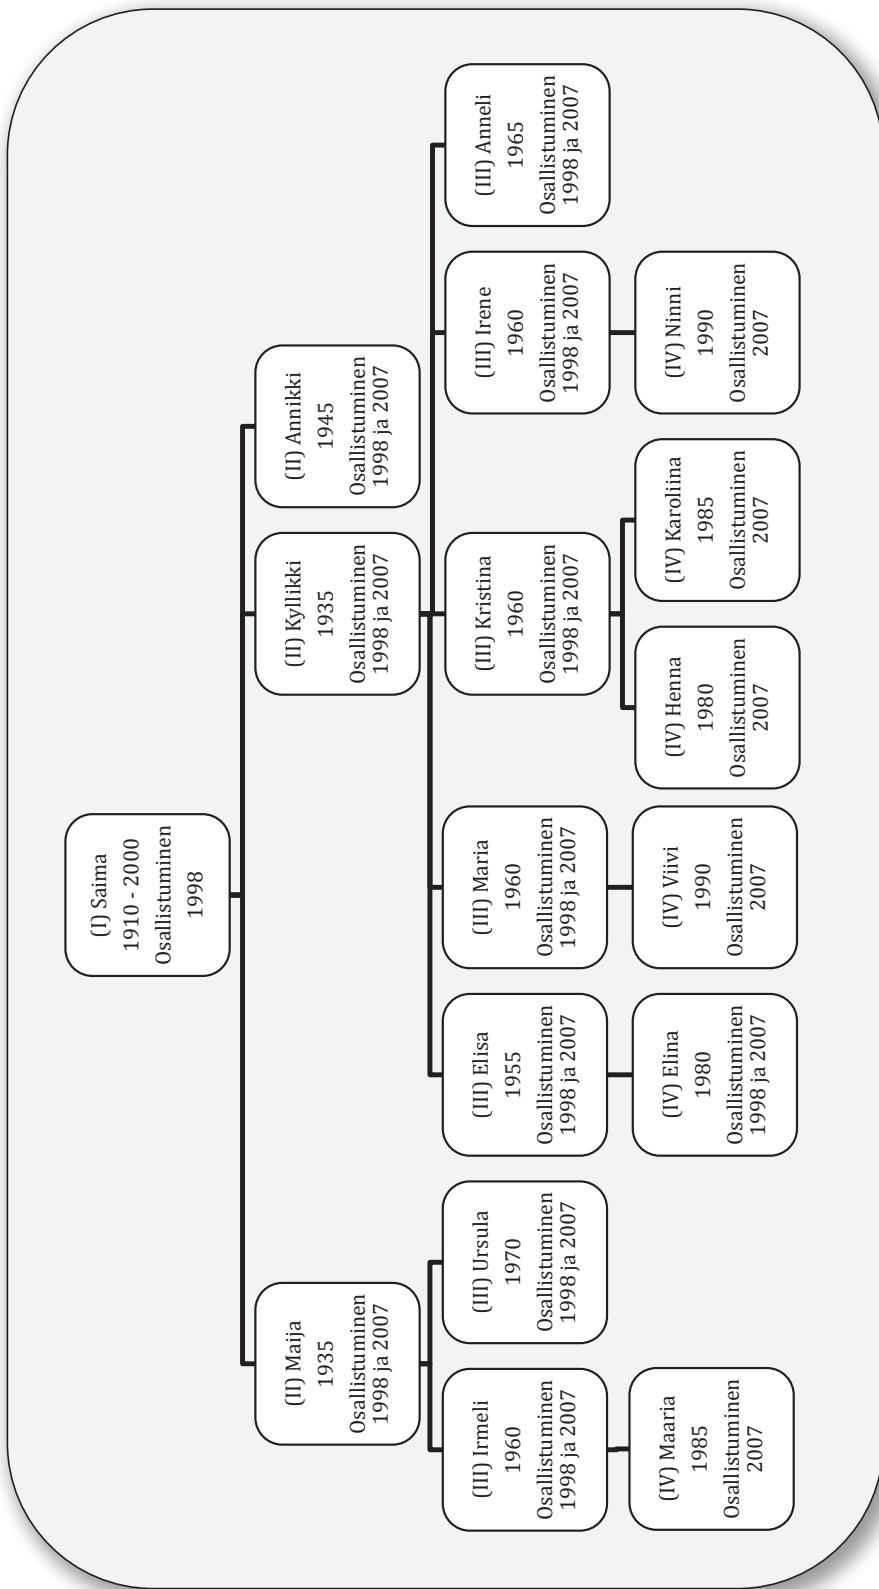 (I) Saima
1910 - 2000
Osallistuminen
1998
(II) Maija
1935
Osallistuminen
1998 ja 2007
(II) Kyllikki
1935
Osallistuminen
1998 ja 2007
(II) Annikki
1945
Osallistuminen
1998 ja 2007
(III) Irmeli
1960
Osallistuminen
1998 ja 2007
(III) Ursula
1970
Osallistuminen
1998 ja 2007
(III) Elisa
1955
Osallistuminen
1998 ja 2007
(III) Maria
1960
Osallistuminen
1998 ja 2007
(III) Kristina
1960
Osallistuminen
1998 ja 2007
(III) Irene
1960
Osallistuminen
1998 ja 2007
(III) Anneli
1965
Osallistuminen
1998 ja 2007
(IV) Maaria
1985
Osallistuminen
2007
(IV) Elina
1980
Osallistuminen
1998 ja 2007
(IV) Viivi
1990
Osallistuminen
2007
(IV) Henna
1980
Osallistuminen
2007
(IV) Karoliina
1985
Osallistuminen
2007
(IV) Ninni
1990
Osallistuminen
2007